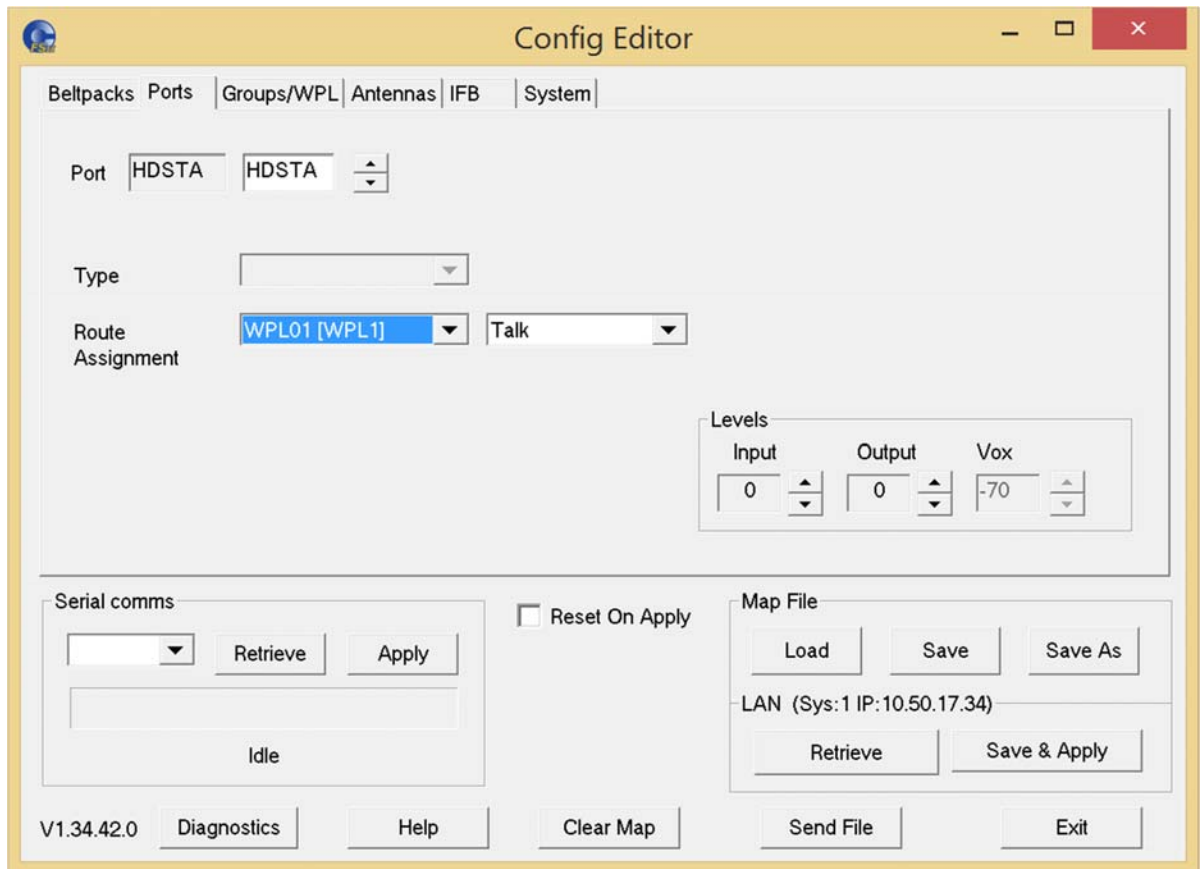 Config Editor
Beltpacks Ports Groups/WPL Antennas IFB System
Port HDSTA HDSTA
Type
Route Assignment WPL01 [WPL1] Talk
Levels
Input Output Vox
0 0 -70
Serial comms
Retrieve Apply
Idle
Reset On Apply
Map File
Load Save Save As
LAN (Sys:1 IP:10.50.17.34)
Retrieve Save & Apply
V1.34.42.0 Diagnostics Help Clear Map Send File Exit